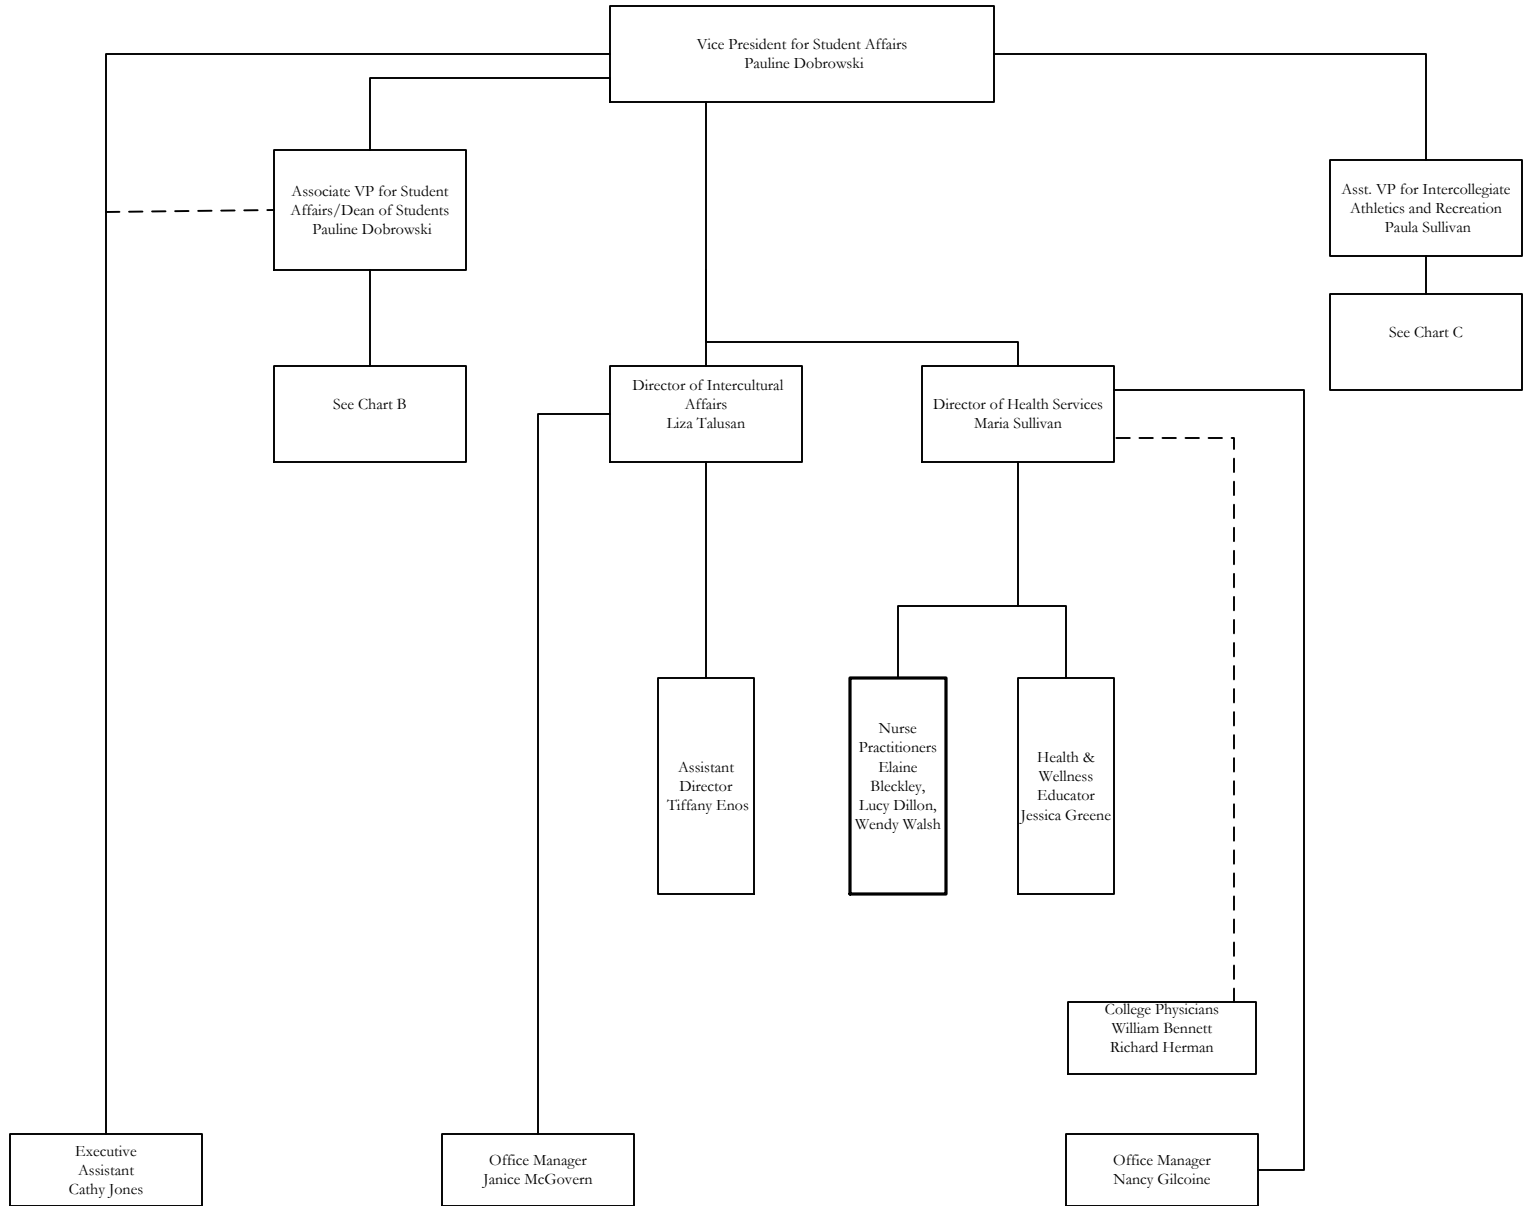 Vice President for Student Affairs
Pauline Dobrowski
Associate VP for Student
Affairs/Dean of Students
Pauline Dobrowski
Asst. VP for Intercollegiate
Athletics and Recreation
Paula Sullivan
See Chart C
See Chart B
Director of Intercultural
Affairs
Liza Talusan
Director of Health Services
Maria Sullivan
Assistant
Director
Tiffany Enos
Nurse
Practitioners
Elaine
Bleckley,
Lucy Dillon,
Wendy Walsh
Health &
Wellness
Educator
Jessica Greene
College Physicians
William Bennett
Richard Herman
Executive
Assistant
Cathy Jones
Office Manager
Janice McGovern
Office Manager
Nancy Gilcoine